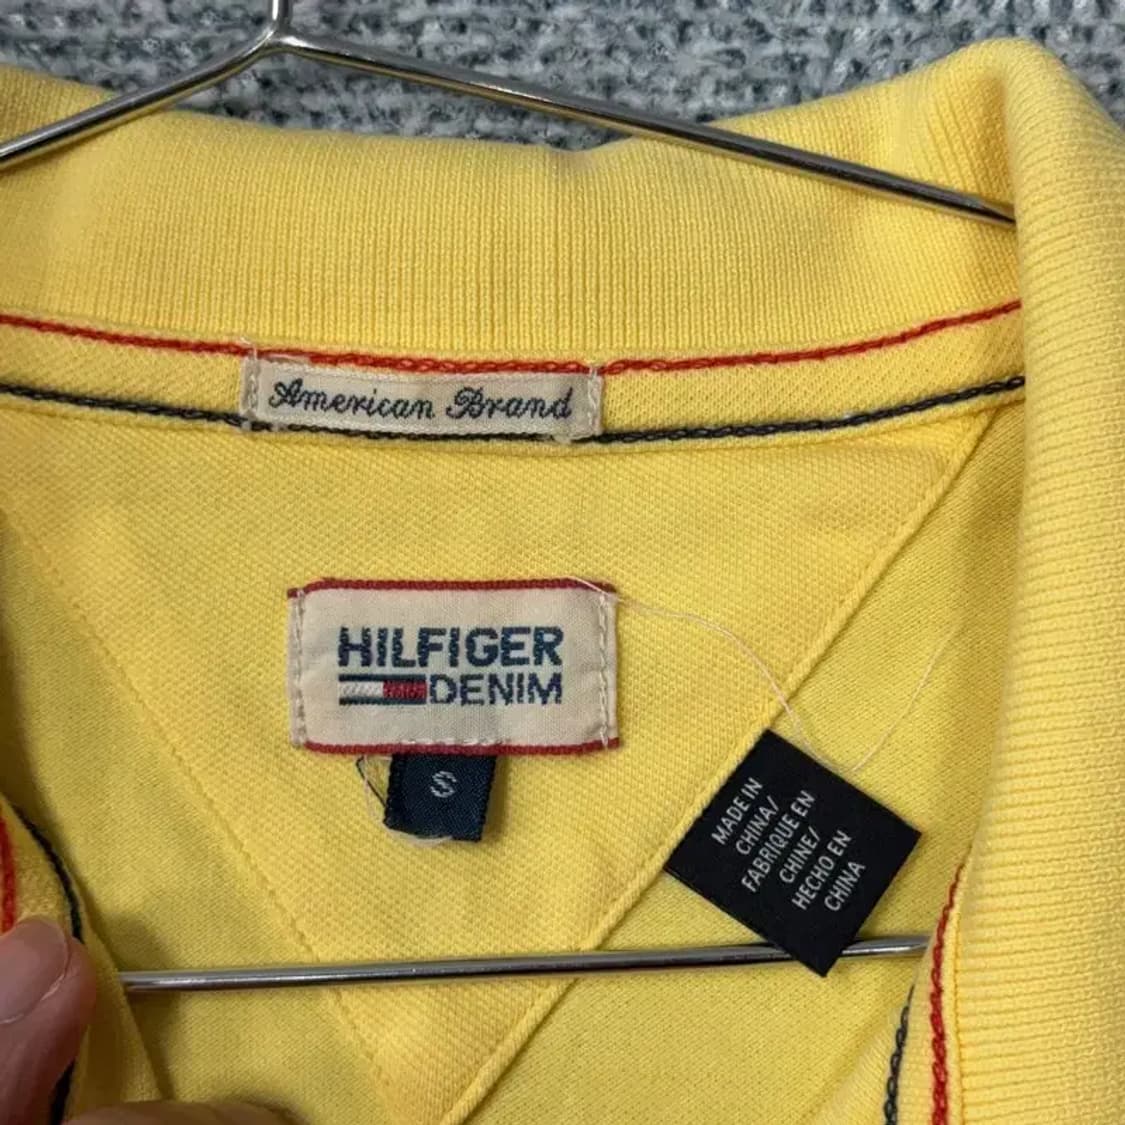 American Brand
HILFIGER
DENIM
S
MADE IN
CHINA/
FABRIQUE EN
CHINE/
HECHO EN
CHINA